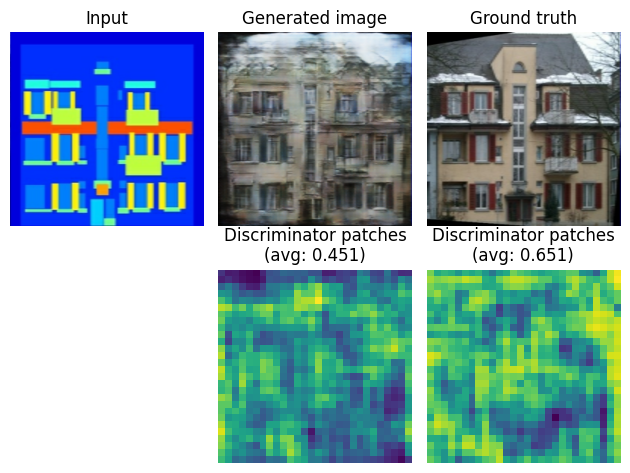 Input
Generated image
Ground truth
Discriminator patches
(avg: 0.451)
Discriminator patches
(avg: 0.651)